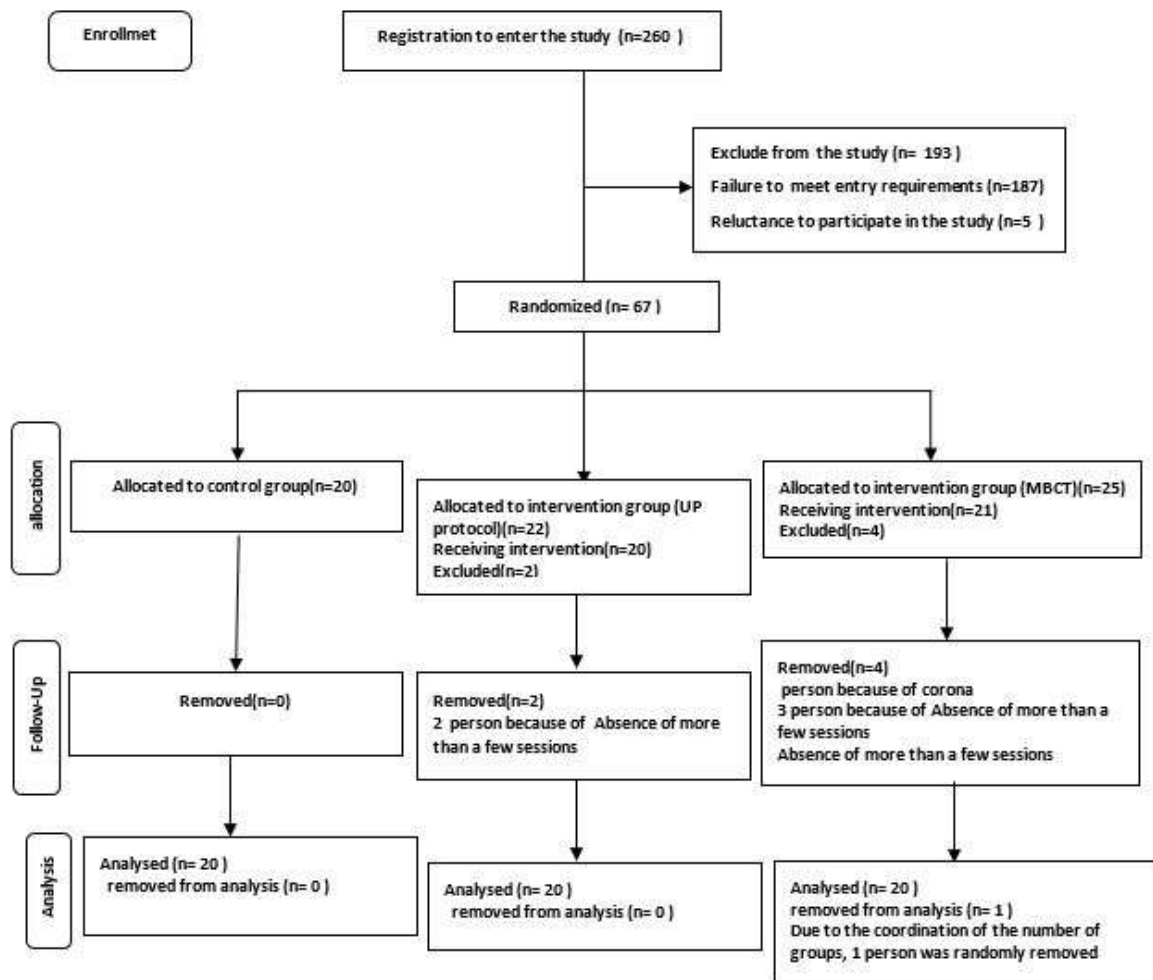 Enrollmet
Registration to enter the study (n=260 )
Exclude from the study (n= 193 )
Failure to meet entry requirements (n=187)
Reluctance to participate in the study (n=5 )
Randomized (n= 67 )
allocation
Allocated to control group(n=20)
Allocated to intervention group (UP
protocol)(n=22)
Receiving intervention(n=20)
Excluded(n=2)
Allocated to intervention group (MBCT)(n=25)
Receiving intervention(n=21)
Excluded(n=4)
Follow-Up
Removed(n=0)
Removed(n=2)
2 person because of Absence of more
than a few sessions
Removed(n=4)
person because of corona
3 person because of Absence of more than a
few sessions
Absence of more than a few sessions
Analysis
Analysed (n= 20 )
removed from analysis (n= 0 )
Analysed (n= 20 )
removed from analysis (n= 0 )
Analysed (n= 20 )
removed from analysis (n= 1 )
Due to the coordination of the number of
groups, 1 person was randomly removed